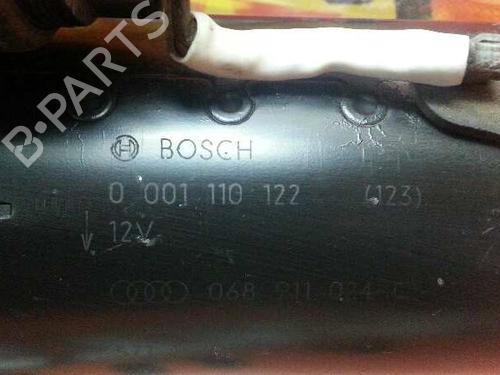 B-PARTS
BOSCH
0 001 110 122 (123)
12V
068 911 024